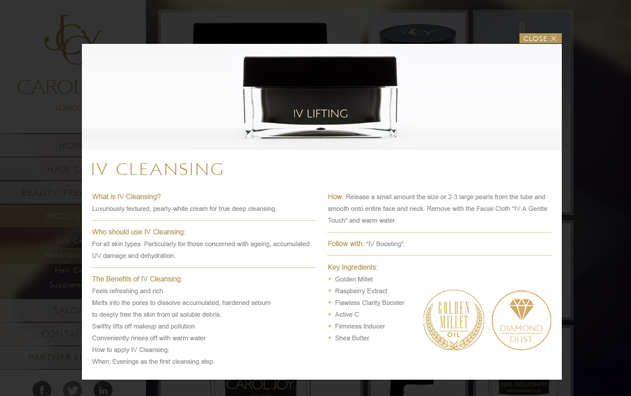 CLOSE X
IV LIFTING
IV CLEANSING
What is IV Cleansing?
Luxuriously textured, pearly-white cream for true deep cleansing.
Who should use IV Cleansing:
For all skin types. Particularly for those concerned with ageing, accumulated
UV damage and dehydration.
The Benefits of IV Cleansing:
Feels refreshing and rich
Melts into the pores to dissolve accumulated, hardened sebum
to deeply free the skin from oil soluble debris.
Swiftly lifts off makeup and pollution
Conveniently rinses off with warm water
How to apply IV Cleansing:
When: Evenings as the first cleansing step.
How: Release a small amount the size or 2-3 large pearls from the tube and
smooth onto entire face and neck. Remove with the Facial Cloth "IV A Gentle
Touch" and warm water.
Follow with: "IV Boosting".
Key Ingredients:
+ Golden Millet
+ Raspberry Extract
+ Flawless Clarity Booster
+ Active C
+ Firmness Inducer
+ Shea Butter
GOLDEN
MILLET
OIL
DIAMOND
DUST
CAROL
LONDO
HOM
HAIR CA
BEAUTY TREA
PRODU
Skin Ca
Hair Ca
Supplem
SALO
CONTAC
PARTNER
CAROL JOY